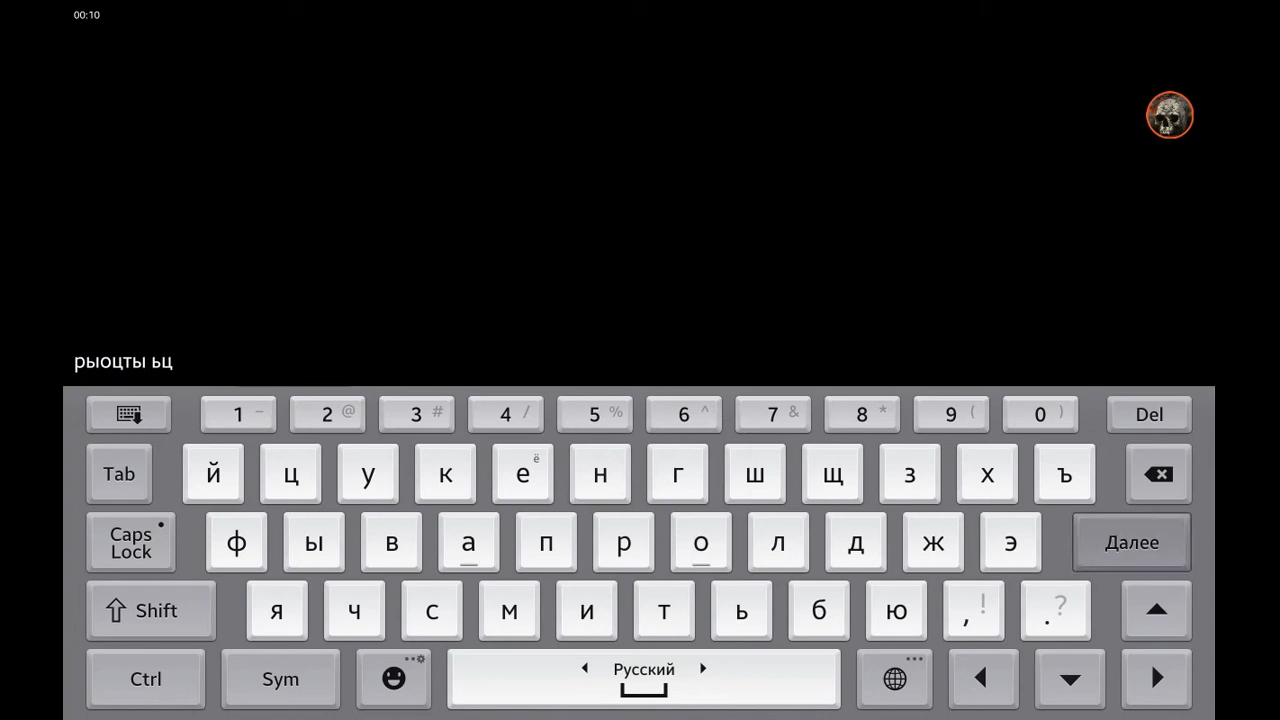 00:10
рыоцты ьц
1 - 2 @ 3 # 4 / 5 % 6 ^ 7 & 8 * 9 ( 0 ) Del
Tab й ц у к е ё н г ш щ з х ъ
Caps Lock ф ы в а п р о л д ж э Далее
Shift я ч с м и т ь б ю , ! . ?
Ctrl Sym Русский